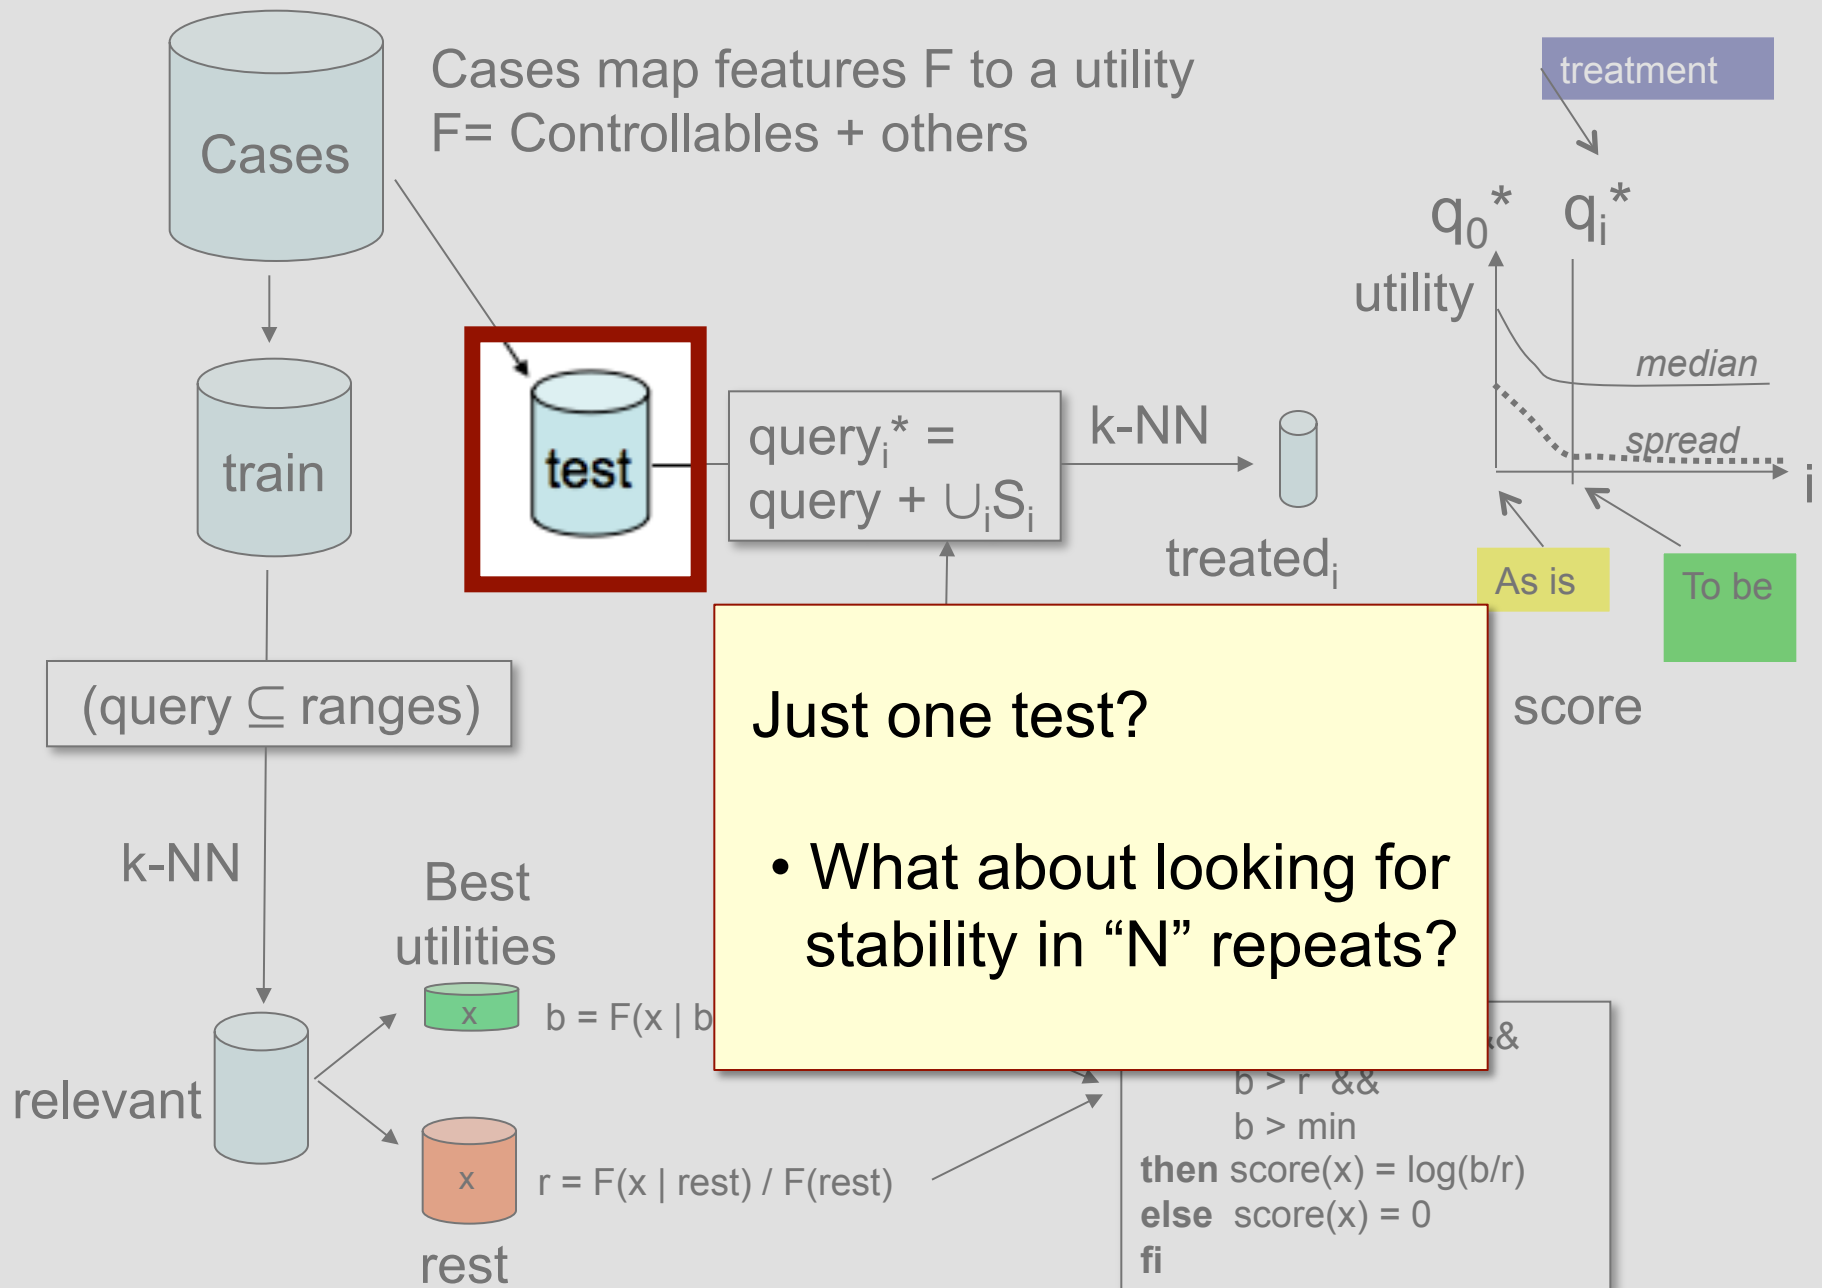 Cases map features F to a utility
F= Controllables + others
Cases
treatment
q0* qi*
utility
median
spread
i
train
test
queryi* =
query + ∪iSi
k-NN
treatedi
As is
To be
(query ⊆ ranges)
score
Just one test?
• What about looking for
stability in “N” repeats?
k-NN
Best
utilities
x
b = F(x | b
&&
b > r &&
b > min
then score(x) = log(b/r)
else score(x) = 0
fi
relevant
x
r = F(x | rest) / F(rest)
rest